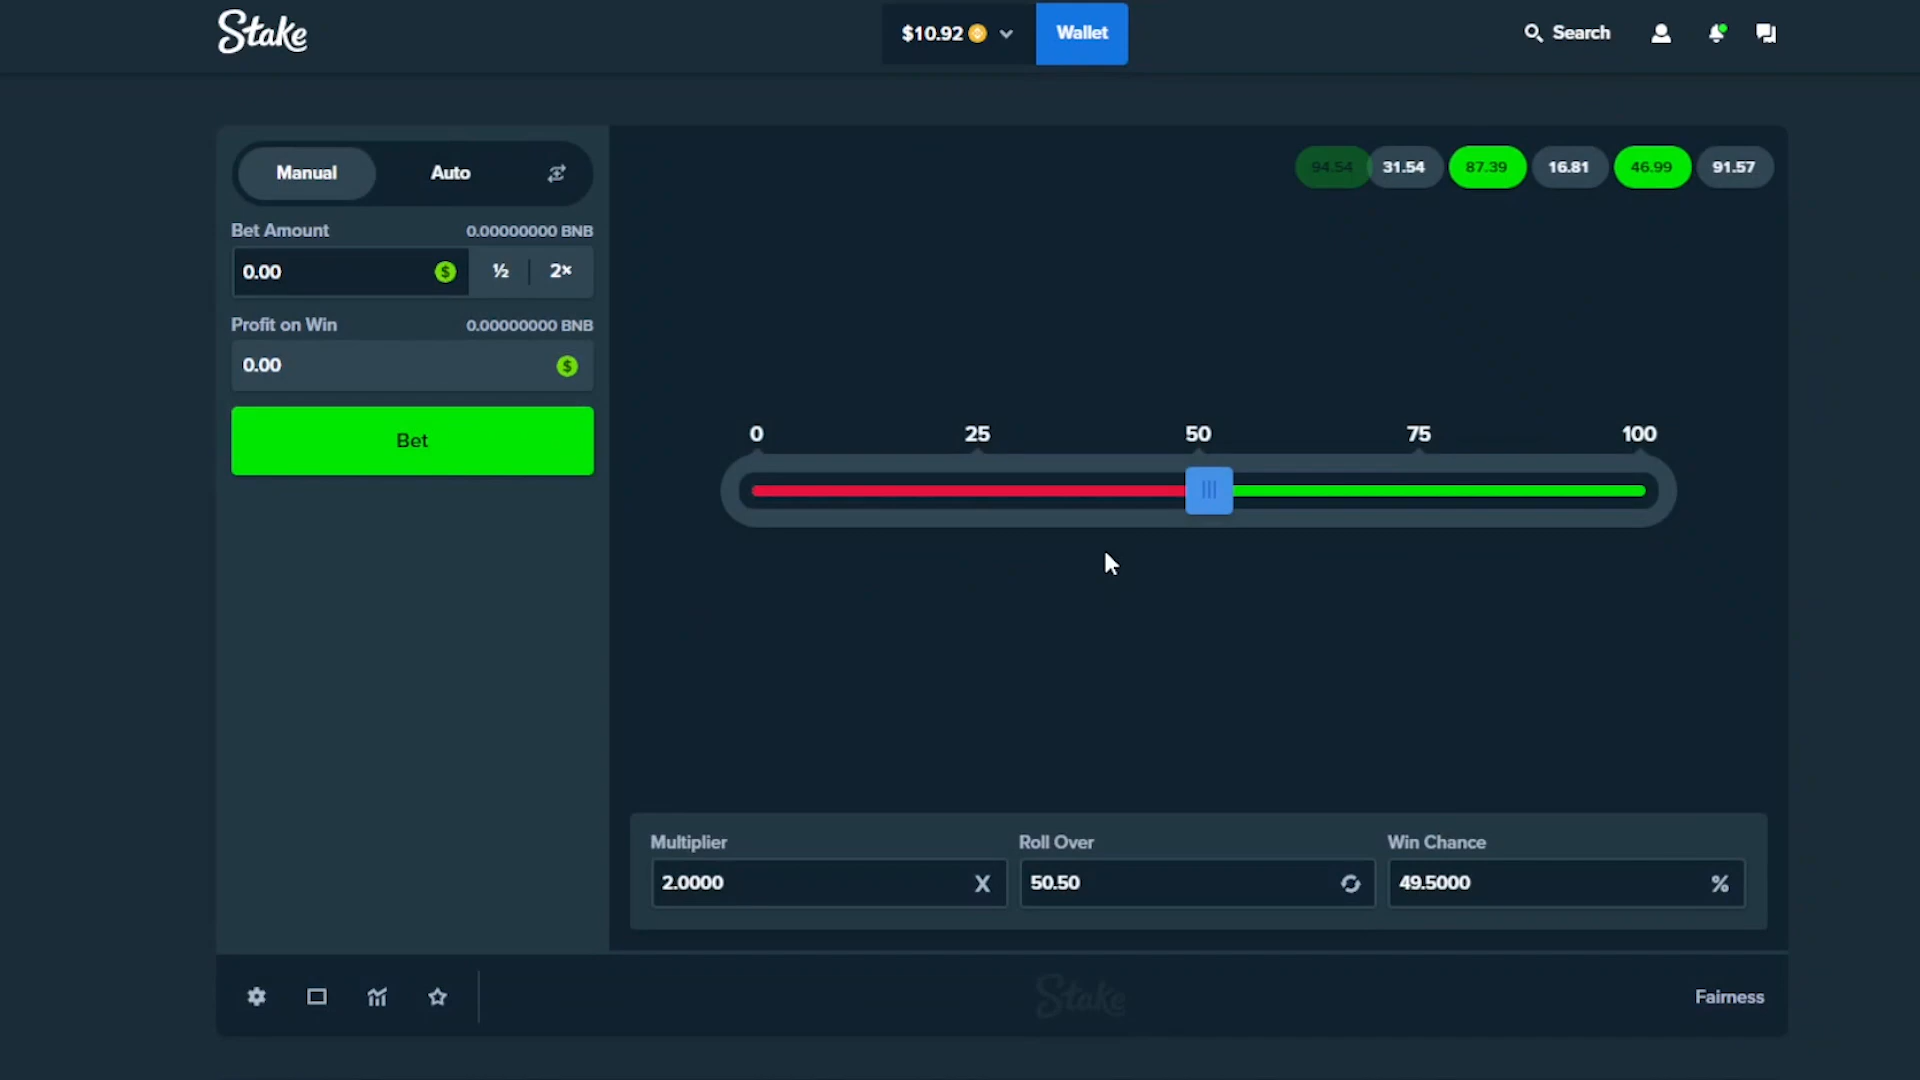 Stake
$10.92
Wallet
Search
Manual
Auto
94.54
31.54
87.39
16.81
46.99
91.57
Bet Amount
0.00000000 BNB
0.00
$
½
2×
Profit on Win
0.00000000 BNB
0.00
$
Bet
0
25
50
75
100
Multiplier
Roll Over
Win Chance
2.0000
50.50
49.5000
%
Stake
Fairness